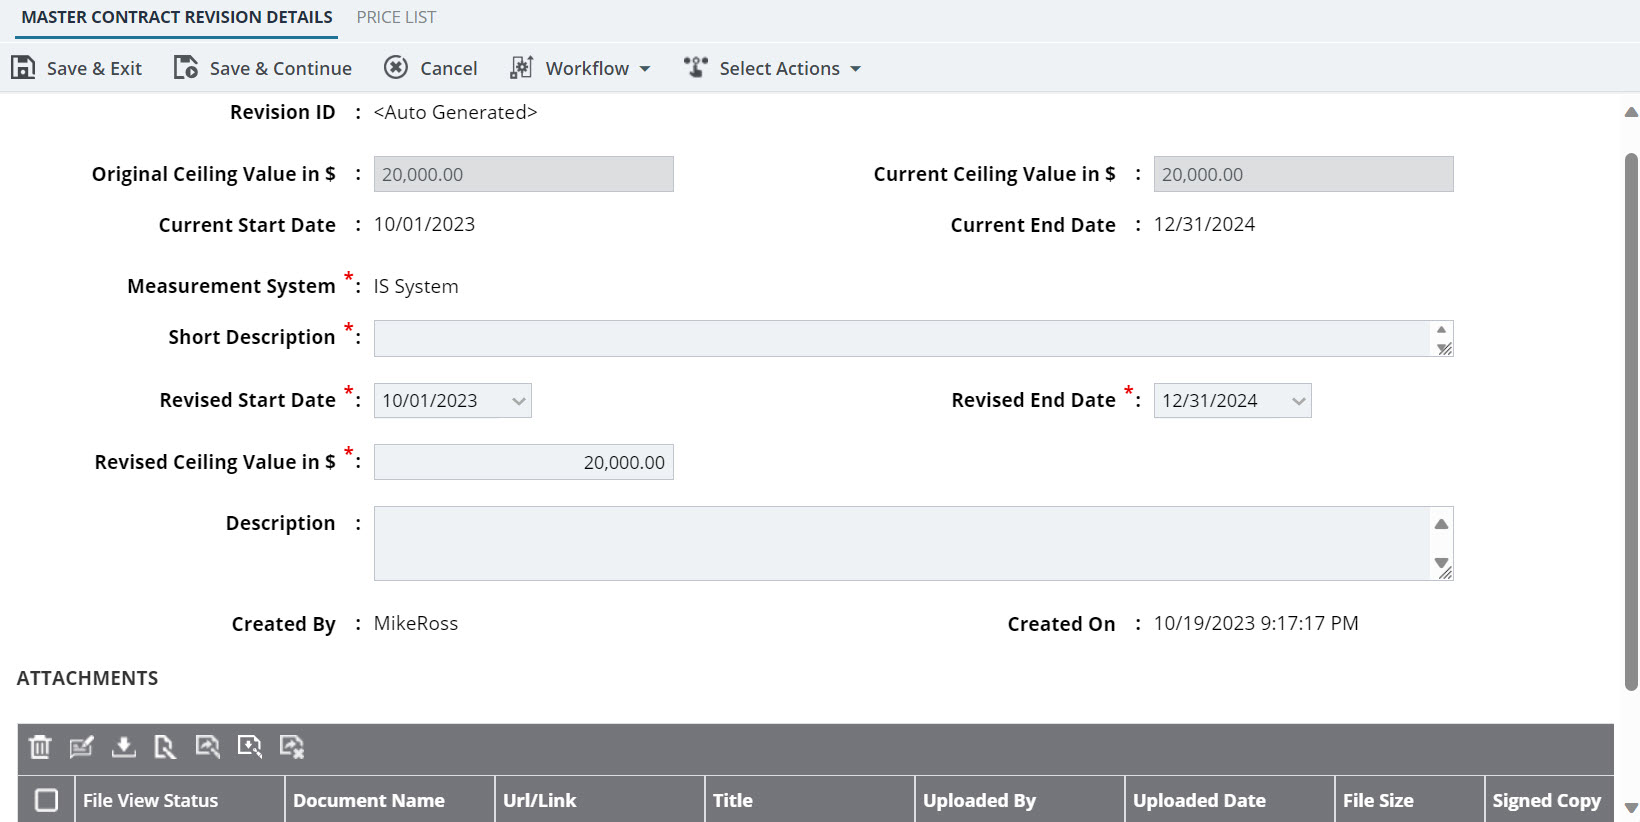 MASTER CONTRACT REVISION DETAILS PRICE LIST
Save & Exit Save & Continue Cancel Workflow Select Actions
Revision ID : <Auto Generated>
Original Ceiling Value in $ : 20,000.00 Current Ceiling Value in $ : 20,000.00
Current Start Date : 10/01/2023 Current End Date : 12/31/2024
Measurement System * : IS System
Short Description * :
Revised Start Date * : 10/01/2023 Revised End Date * : 12/31/2024
Revised Ceiling Value in $ * : 20,000.00
Description :
Created By : MikeRoss Created On : 10/19/2023 9:17:17 PM
ATTACHMENTS
File View Status Document Name Url/Link Title Uploaded By Uploaded Date File Size Signed Copy